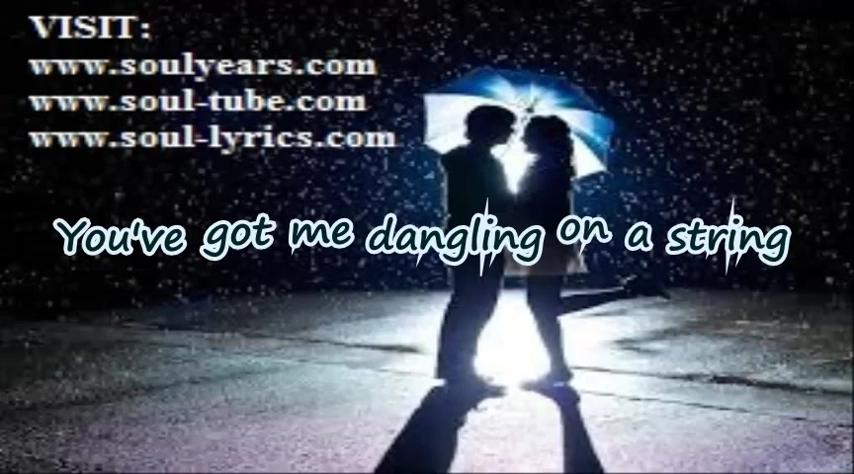 VISIT:
www.soulyears.com
www.soul-tube.com
www.soul-lyrics.com
You've got me dangling on a string